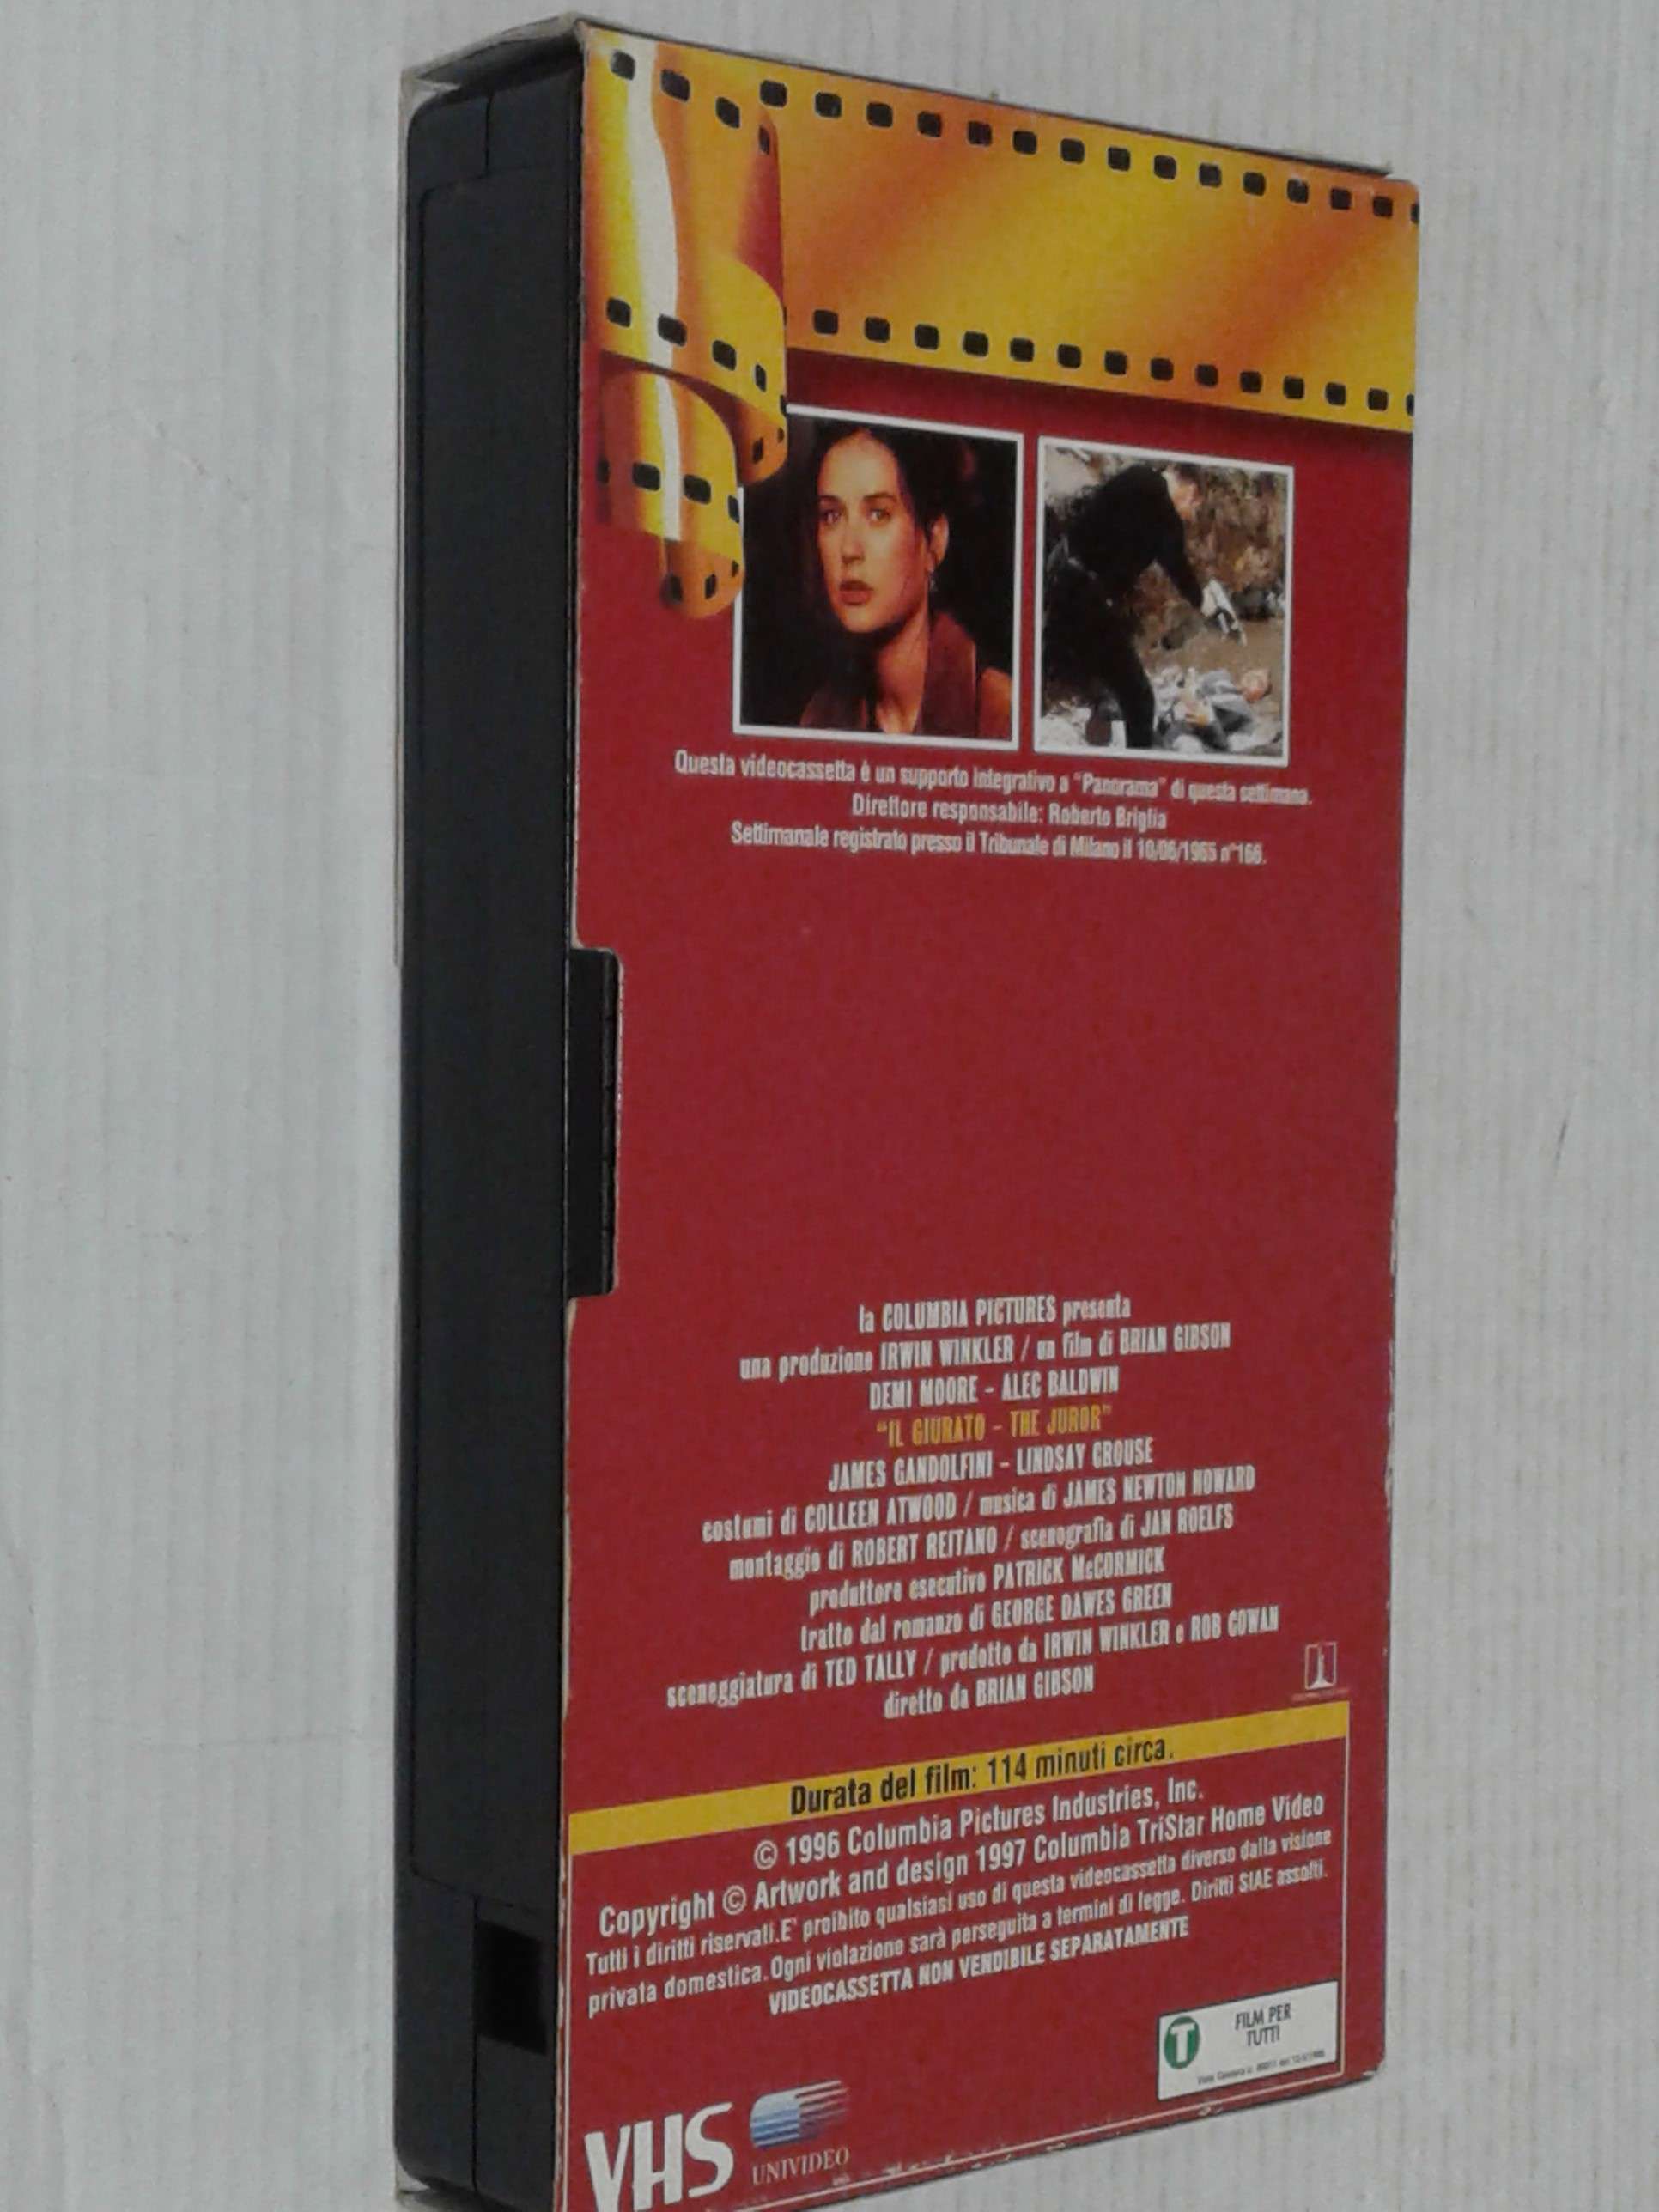 Questa videocassetta è un supporto integrativo a "Panorama" di questa settimana.
Direttore responsabile: Roberto Briglia
Settimanale registrato presso il Tribunale di Milano il 10/06/1965 n°166.
la COLUMBIA PICTURES presenta
una produzione IRWIN WINKLER / un film di BRIAN GIBSON
DEMI MOORE - ALEC BALDWIN
"IL GIURATO - THE JUROR"
JAMES GANDOLFINI - LINDSAY CROUSE
costumi di COLLEEN ATWOOD / musica di JAMES NEWTON HOWARD
montaggio di ROBERT REITANO / scenografia di JAN ROELFS
produttore esecutivo PATRICK McCORMICK
tratto dal romanzo di GEORGE DAWES GREEN
sceneggiatura di TED TALLY / prodotto da IRWIN WINKLER e ROB COWAN
diretto da BRIAN GIBSON
Durata del film: 114 minuti circa.
© 1996 Columbia Pictures Industries, Inc.
Copyright © Artwork and design 1997 Columbia TriStar Home Video
Tutti i diritti riservati.E' proibito qualsiasi uso di questa videocassetta diverso dalla visione
privata domestica.Ogni violazione sarà perseguita a termini di legge. Diritti SIAE assolti.
VIDEOCASSETTA NON VENDIBILE SEPARATAMENTE
T
FILM PER
TUTTI
VHS
UNIVIDEO